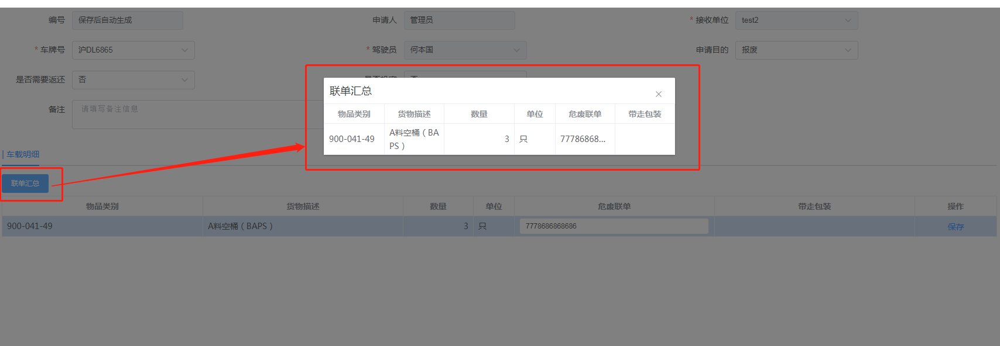 编号 保存后自动生成 申请人 管理员 * 接收单位 test2
* 车牌号 沪DL6865 * 驾驶员 何本国 申请目的 报废
是否需要返还 否
备注 请填写备注信息
联单汇总
物品类别 货物描述 数量 单位 危废联单 带走包装
900-041-49 A料空桶（BAPS） 3 只 77786868...
车载明细
联单汇总
物品类别 货物描述 数量 单位 危废联单 带走包装 操作
900-041-49 A料空桶（BAPS） 3 只 7778686868686 保存